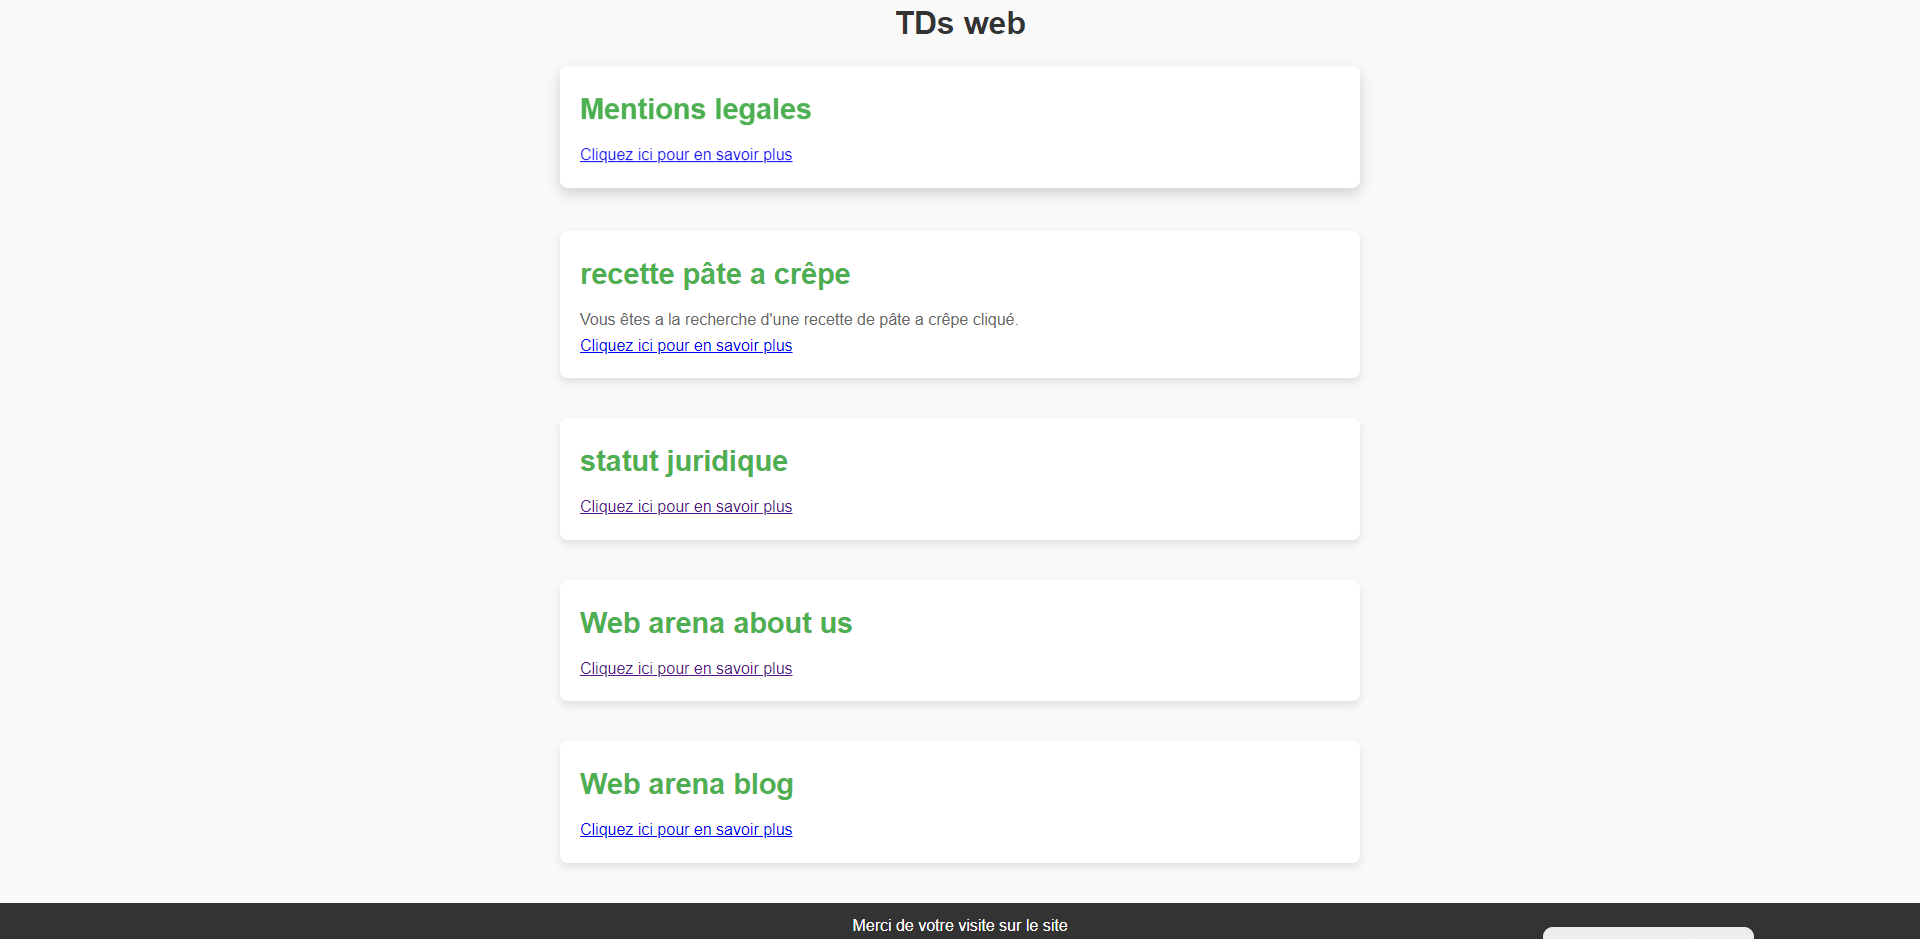 TDs web
Mentions legales
Cliquez ici pour en savoir plus
recette pâte a crêpe
Vous êtes a la recherche d'une recette de pâte a crêpe cliqué.
Cliquez ici pour en savoir plus
statut juridique
Cliquez ici pour en savoir plus
Web arena about us
Cliquez ici pour en savoir plus
Web arena blog
Cliquez ici pour en savoir plus
Merci de votre visite sur le site